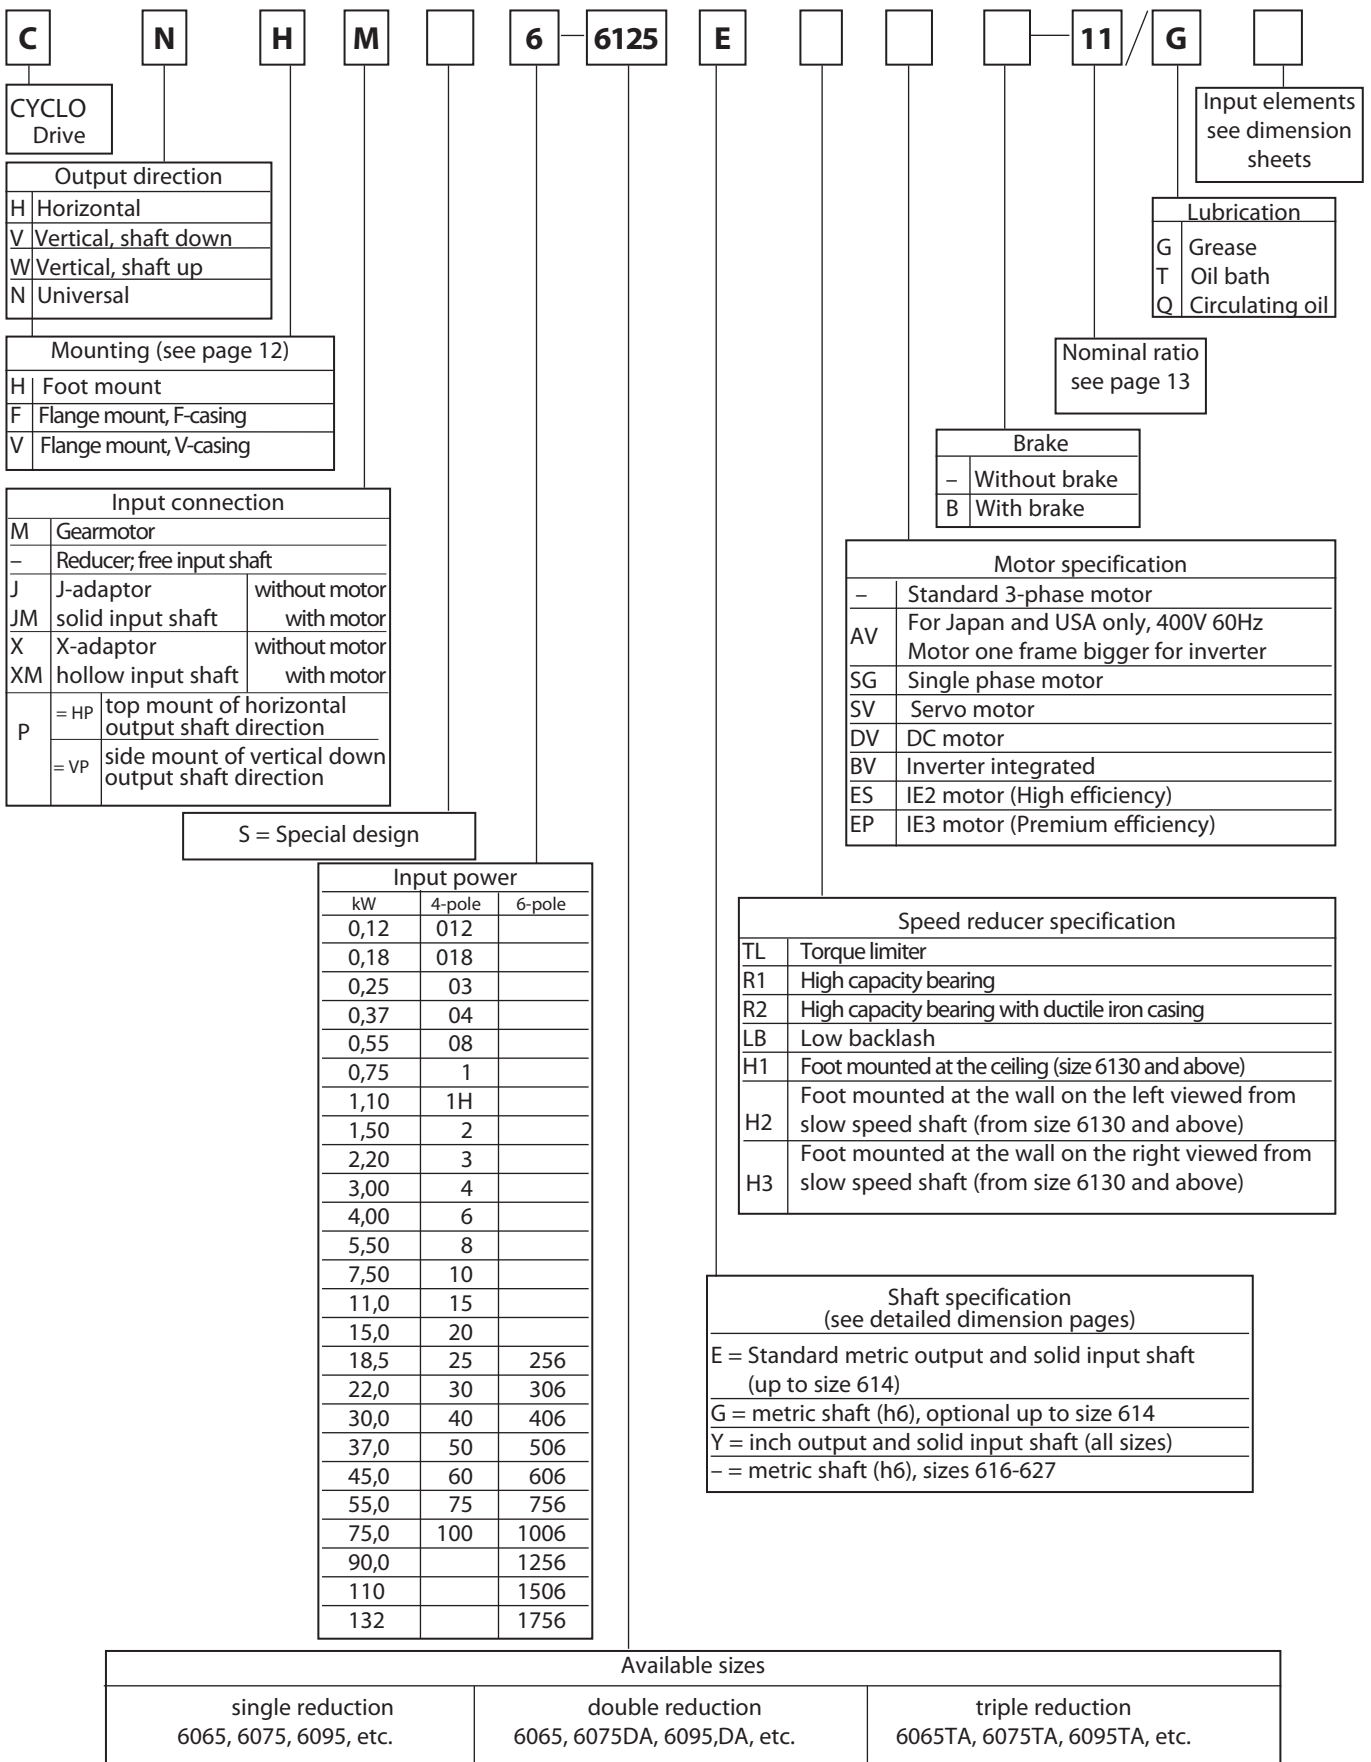 C N H M 6 – 6125 E – 11 / G
CYCLO
Drive
Input elements
see dimension
sheets
Output direction
H Horizontal
V Vertical, shaft down
W Vertical, shaft up
N Universal
Lubrication
G Grease
T Oil bath
Q Circulating oil
Mounting (see page 12)
H Foot mount
F Flange mount, F-casing
V Flange mount, V-casing
Nominal ratio
see page 13
Brake
– Without brake
B With brake
Input connection
M Gearmotor
– Reducer; free input shaft
J J-adaptor without motor
JM solid input shaft with motor
X X-adaptor without motor
XM hollow input shaft with motor
P = HP top mount of horizontal
output shaft direction
= VP side mount of vertical down
output shaft direction
Motor specification
– Standard 3-phase motor
AV For Japan and USA only, 400V 60Hz
Motor one frame bigger for inverter
SG Single phase motor
SV Servo motor
DV DC motor
BV Inverter integrated
ES IE2 motor (High efficiency)
EP IE3 motor (Premium efficiency)
S = Special design
Input power
kW 4-pole 6-pole
0,12 012
0,18 018
0,25 03
0,37 04
0,55 08
0,75 1
1,10 1H
1,50 2
2,20 3
3,00 4
4,00 6
5,50 8
7,50 10
11,0 15
15,0 20
18,5 25 256
22,0 30 306
30,0 40 406
37,0 50 506
45,0 60 606
55,0 75 756
75,0 100 1006
90,0 1256
110 1506
132 1756
Speed reducer specification
TL Torque limiter
R1 High capacity bearing
R2 High capacity bearing with ductile iron casing
LB Low backlash
H1 Foot mounted at the ceiling (size 6130 and above)
H2 Foot mounted at the wall on the left viewed from
slow speed shaft (from size 6130 and above)
H3 Foot mounted at the wall on the right viewed from
slow speed shaft (from size 6130 and above)
Shaft specification
(see detailed dimension pages)
E = Standard metric output and solid input shaft
(up to size 614)
G = metric shaft (h6), optional up to size 614
Y = inch output and solid input shaft (all sizes)
– = metric shaft (h6), sizes 616-627
Available sizes
single reduction double reduction triple reduction
6065, 6075, 6095, etc. 6065, 6075DA, 6095,DA, etc. 6065TA, 6075TA, 6095TA, etc.